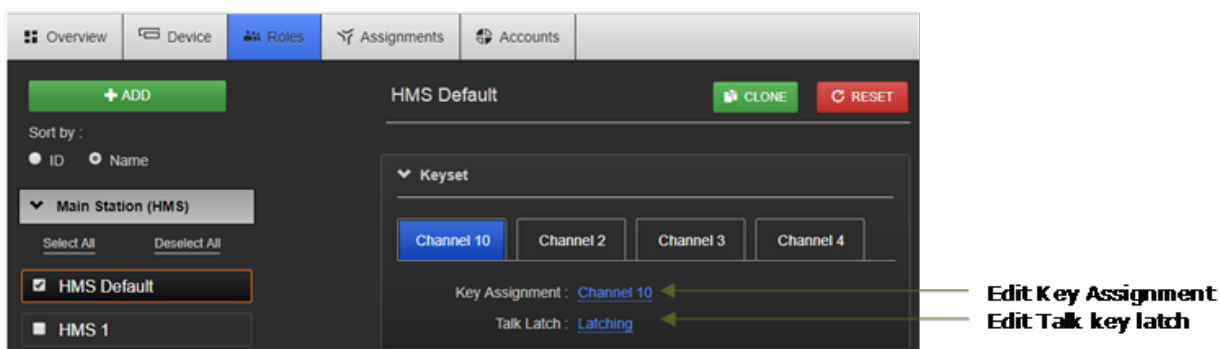 Overview Device Roles Assignments Accounts
+ ADD
HMS Default
CLONE RESET
Sort by :
ID Name
Keyset
Main Station (HMS)
Select All Deselect All
Channel 10 Channel 2 Channel 3 Channel 4
HMS Default
Key Assignment : Channel 10
Edit Key Assignment
HMS 1
Talk Latch : Latching
Edit Talk key latch